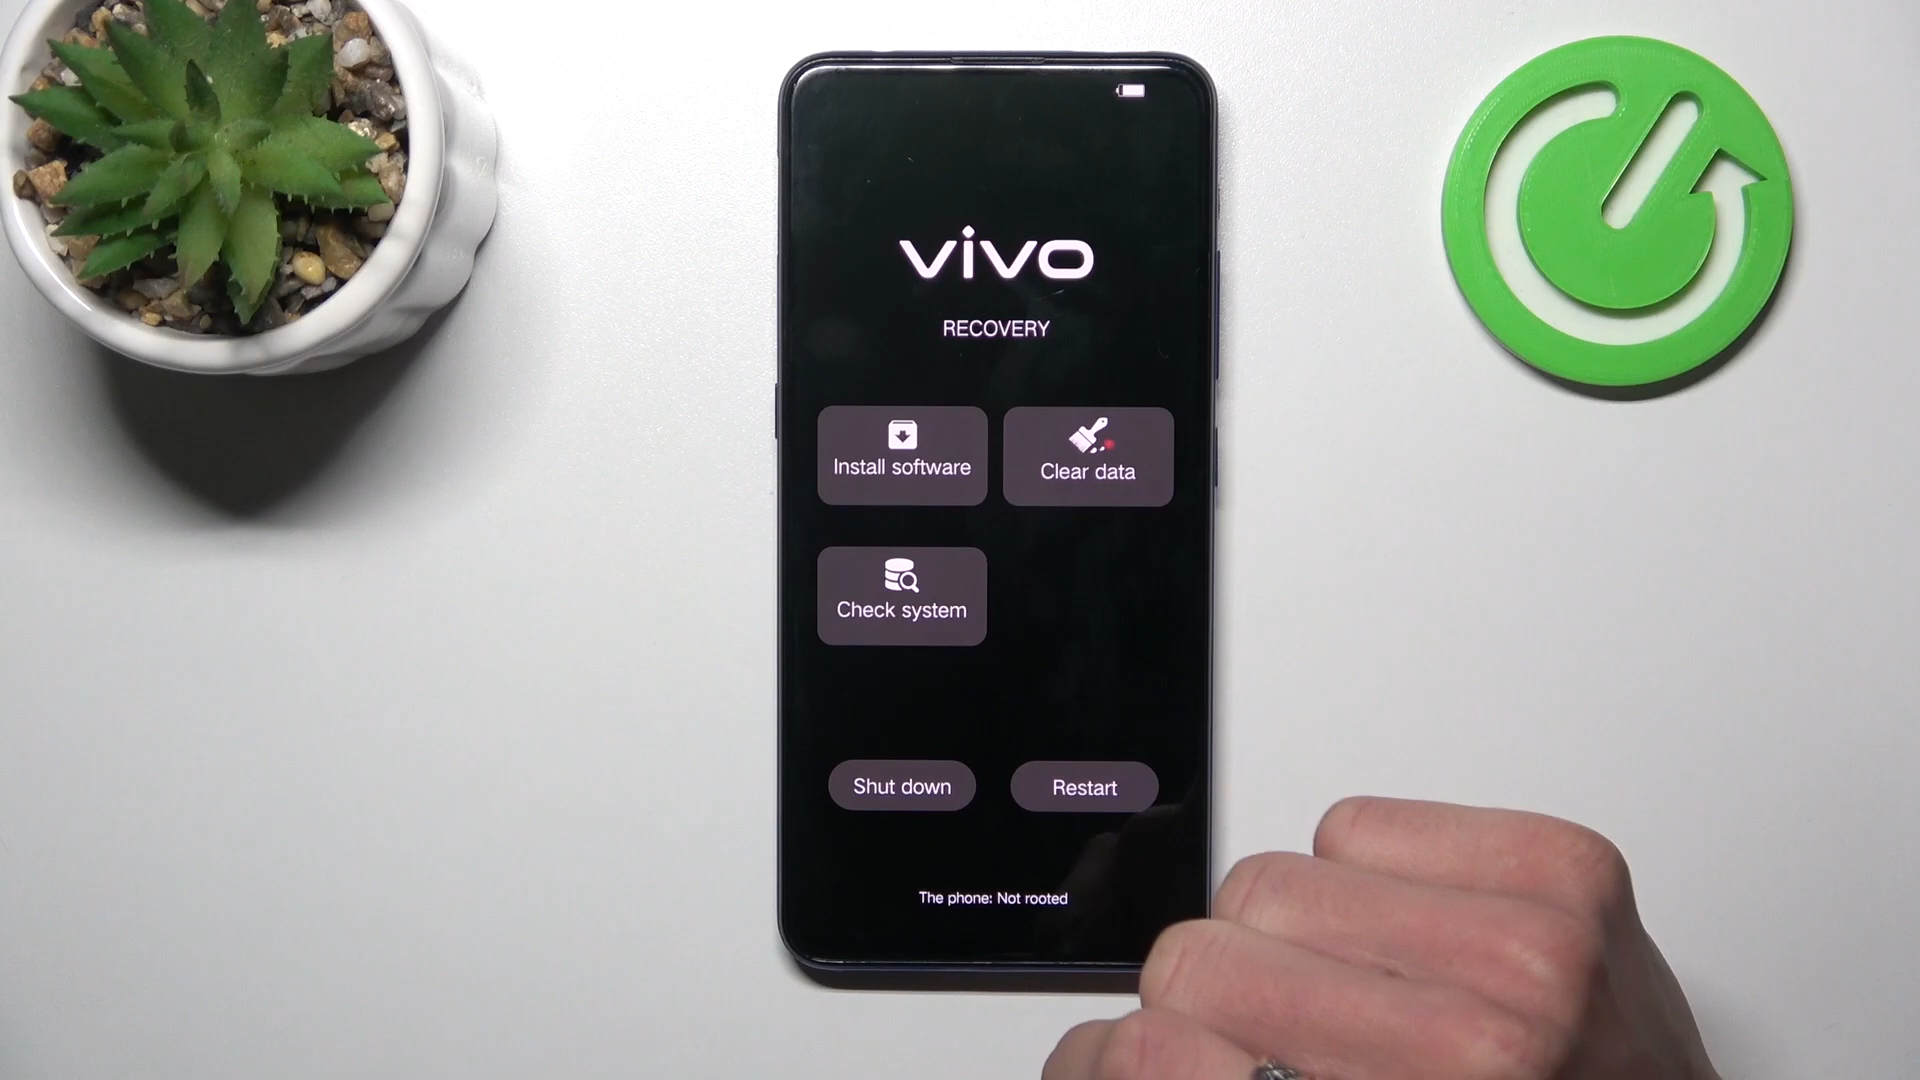 vivo
RECOVERY
Install software
Clear data
Check system
Shut down
Restart
The phone: Not rooted